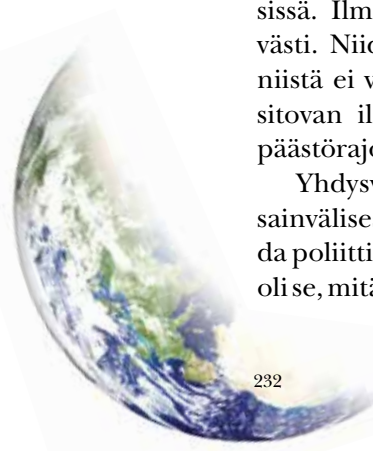 sissä. Ilm
västi. Niid
niistä ei v
sitovan il
päästörajo
Yhdysv
sainvälise
da poliitti
oli se, mitä
232